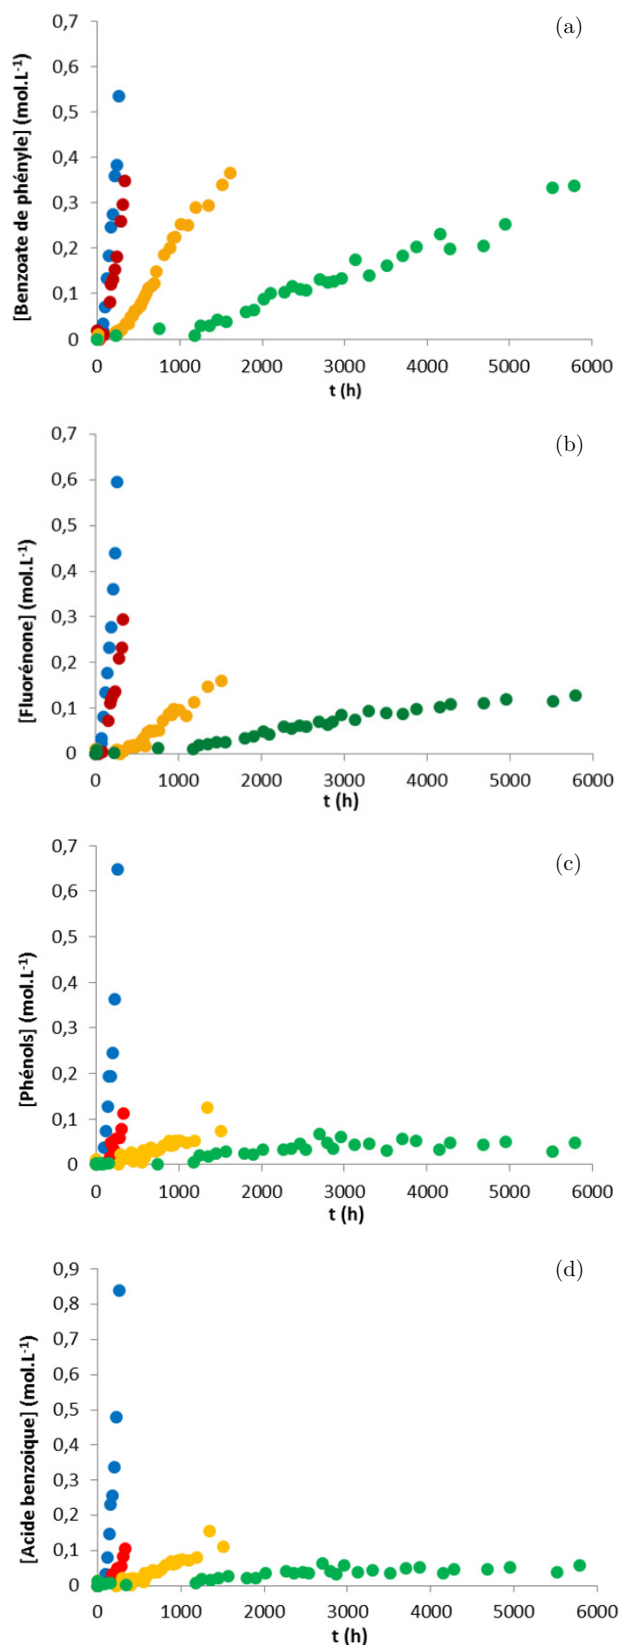 (a)
[Benzoate de phényle] (mol.L-1)
0,7
0,6
0,5
0,4
0,3
0,2
0,1
0
0 1000 2000 3000 4000 5000 6000
t (h)
(b)
[Fluorénone] (mol.L-1)
0,7
0,6
0,5
0,4
0,3
0,2
0,1
0
0 1000 2000 3000 4000 5000 6000
t (h)
(c)
[Phénols] (mol.L-1)
0,7
0,6
0,5
0,4
0,3
0,2
0,1
0
0 1000 2000 3000 4000 5000 6000
t (h)
(d)
[Acide benzoique] (mol.L-1)
0,9
0,8
0,7
0,6
0,5
0,4
0,3
0,2
0,1
0
0 1000 2000 3000 4000 5000 6000
t (h)